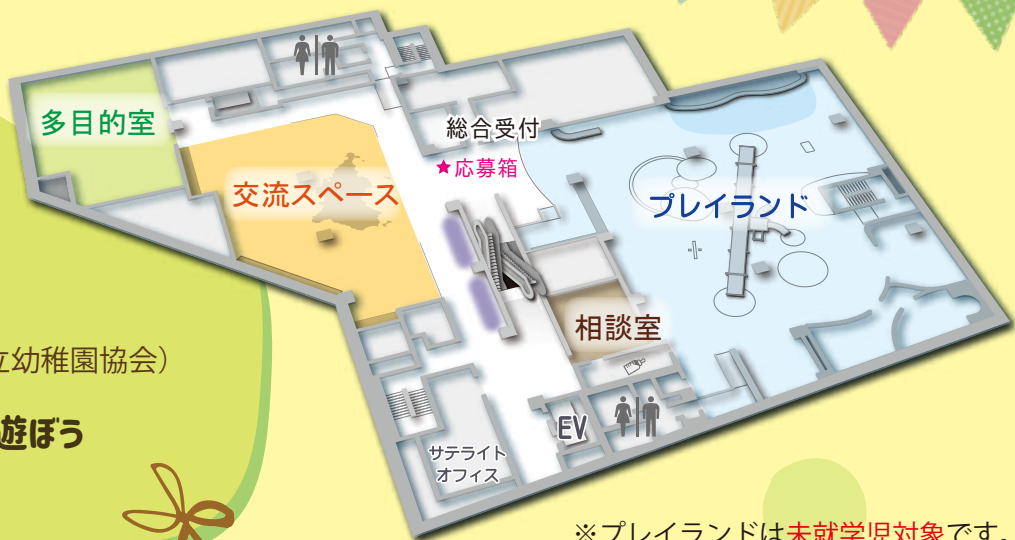 多目的室
総合受付
★応募箱
交流スペース
プレイランド
相談室
立幼稚園協会）
遊ぼう
EV
サテライト
オフィス
※プレイランドは未就学児対象です。